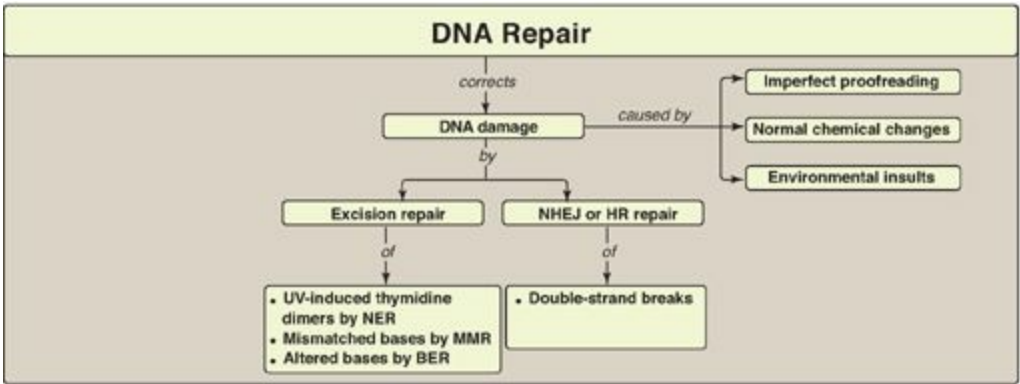 DNA Repair
corrects
DNA damage
caused by
Imperfect proofreading
Normal chemical changes
Environmental insults
by
Excision repair
NHEJ or HR repair
of
of
• UV-induced thymidine
dimers by NER
• Mismatched bases by MMR
• Altered bases by BER
• Double-strand breaks